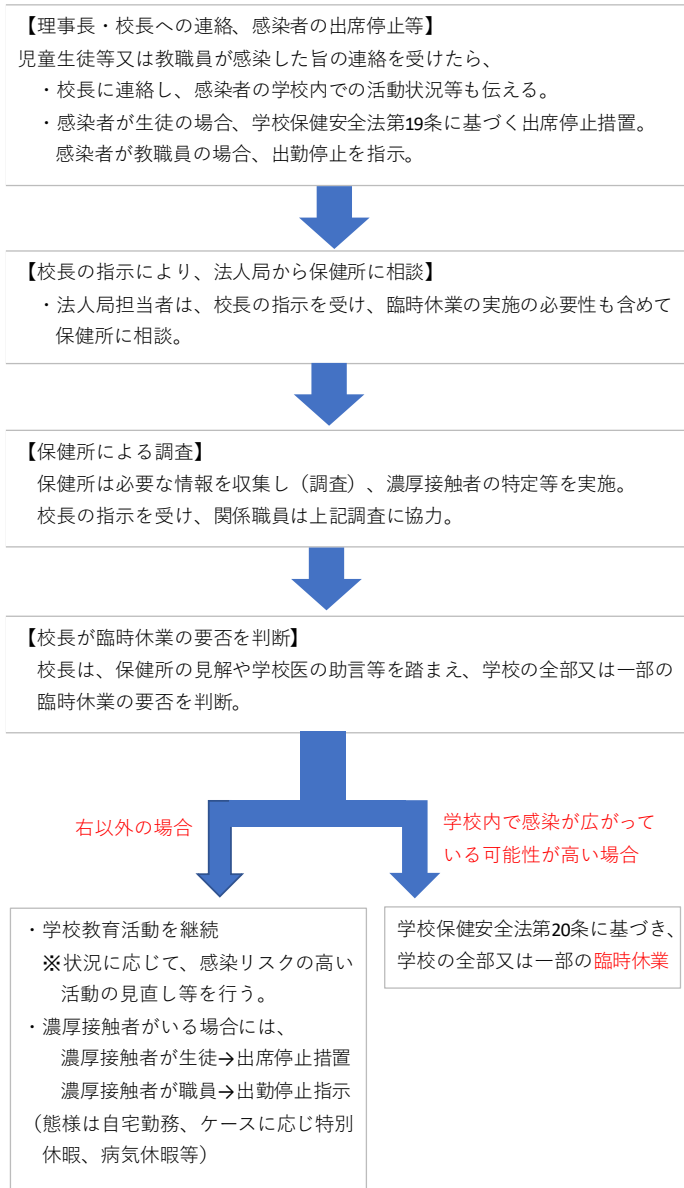 【理事長・校長への連絡、感染者の出席停止等】
児童生徒等又は教職員が感染した旨の連絡を受けたら、
・校長に連絡し、感染者の学校内での活動状況等も伝える。
・感染者が生徒の場合、学校保健安全法第19条に基づく出席停止措置。
感染者が教職員の場合、出勤停止を指示。
【校長の指示により、法人局から保健所に相談】
・法人局担当者は、校長の指示を受け、臨時休業の実施の必要性も含めて
保健所に相談。
【保健所による調査】
保健所は必要な情報を収集し（調査）、濃厚接触者の特定等を実施。
校長の指示を受け、関係職員は上記調査に協力。
【校長が臨時休業の要否を判断】
校長は、保健所の見解や学校医の助言等を踏まえ、学校の全部又は一部の
臨時休業の要否を判断。
右以外の場合
学校内で感染が広がって
いる可能性が高い場合
・学校教育活動を継続
※状況に応じて、感染リスクの高い
活動の見直し等を行う。
・濃厚接触者がいる場合には、
濃厚接触者が生徒→出席停止措置
濃厚接触者が職員→出勤停止指示
（態様は自宅勤務、ケースに応じ特別
休暇、病気休暇等）
学校保健安全法第20条に基づき、
学校の全部又は一部の臨時休業